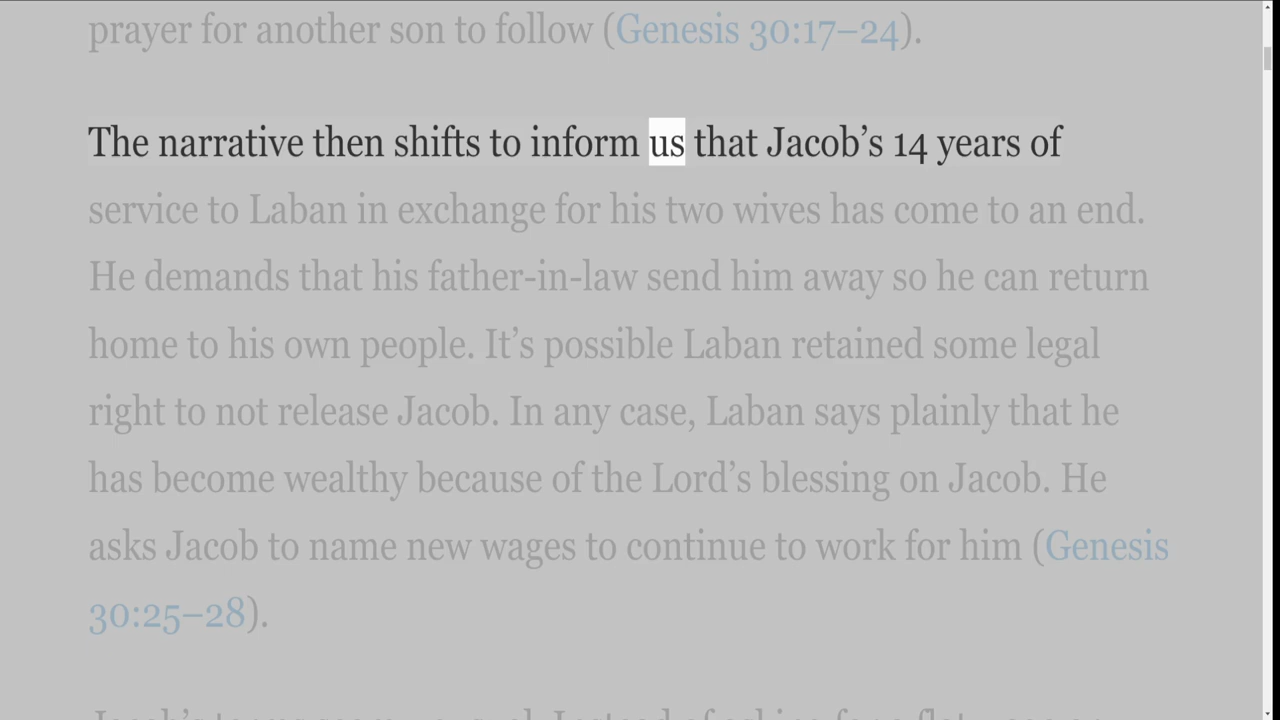 prayer for another son to follow (Genesis 30:17–24).
The narrative then shifts to inform us that Jacob’s 14 years of
service to Laban in exchange for his two wives has come to an end.
He demands that his father-in-law send him away so he can return
home to his own people. It’s possible Laban retained some legal
right to not release Jacob. In any case, Laban says plainly that he
has become wealthy because of the Lord’s blessing on Jacob. He
asks Jacob to name new wages to continue to work for him (Genesis
30:25–28).